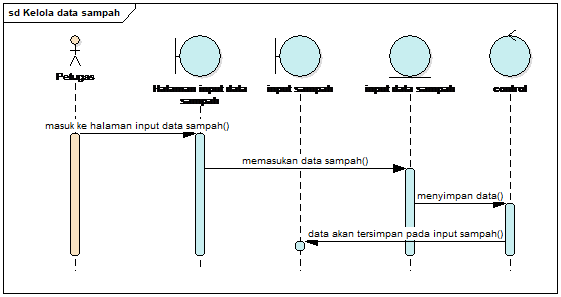 sd Kelola data sampah
Petugas
Halaman input data
sampah
input sampah
input data sampah
control
masuk ke halaman input data sampah()
memasukan data sampah()
menyimpan data()
data akan tersimpan pada input sampah()